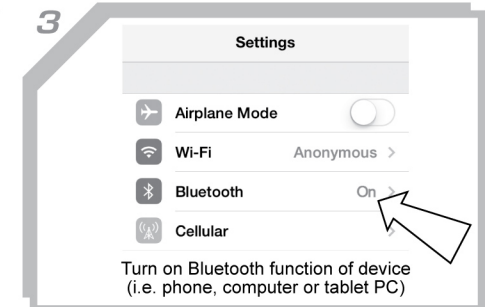 3
Settings
Airplane Mode
Wi-Fi Anonymous >
Bluetooth On >
Cellular >
Turn on Bluetooth function of device
(i.e. phone, computer or tablet PC)